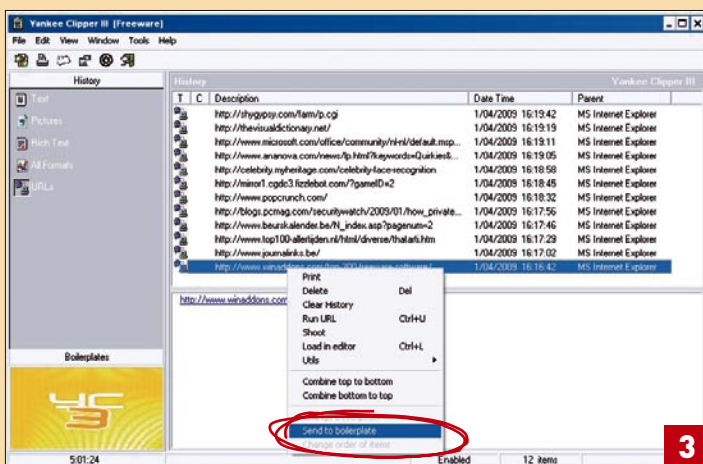 Yankee Clipper III [Freeware]
File Edit View Window Tools Help
History
Text
Pictures
Rich Text
All Formats
URLs
Boilerplates
YC3
5:01:24
History Yankee Clipper III
T C Description Date Time Parent
http://shygypsy.com/farm/p.cgi 1/04/2009 16:19:42 MS Internet Explorer
http://thevisualdictionary.net/ 1/04/2009 16:19:19 MS Internet Explorer
http://www.microsoft.com/office/community/nl-nl/default.msp... 1/04/2009 16:19:11 MS Internet Explorer
http://www.ananova.com/news/lp.html?keywords=Quirkies&... 1/04/2009 16:19:05 MS Internet Explorer
http://celebrity.myheritage.com/celebrity-face-recognition 1/04/2009 16:18:58 MS Internet Explorer
http://mirror1.cgdc3.fizzlebot.com/?gameID=2 1/04/2009 16:18:45 MS Internet Explorer
http://www.popcrunch.com/ 1/04/2009 16:18:32 MS Internet Explorer
http://blogs.pcmag.com/securitywatch/2009/01/how_private... 1/04/2009 16:17:56 MS Internet Explorer
http://www.beurskalender.be/N_index.asp?pagenum=2 1/04/2009 16:17:46 MS Internet Explorer
http://www.top100-allertijden.nl/html/diverse/thatarti.htm 1/04/2009 16:17:29 MS Internet Explorer
http://www.journalinks.be/ 1/04/2009 16:17:02 MS Internet Explorer
http://www.winaddons.com/top-200-freeware-software/ 1/04/2009 16:16:42 MS Internet Explorer
http://www.winaddons.com
Print
Delete Del
Clear History
Run URL Ctrl+U
Shoot
Load in editor Ctrl+L
Utils
Combine top to bottom
Combine bottom to top
Send to boilerplate
Change order of items
Enabled 12 items
3